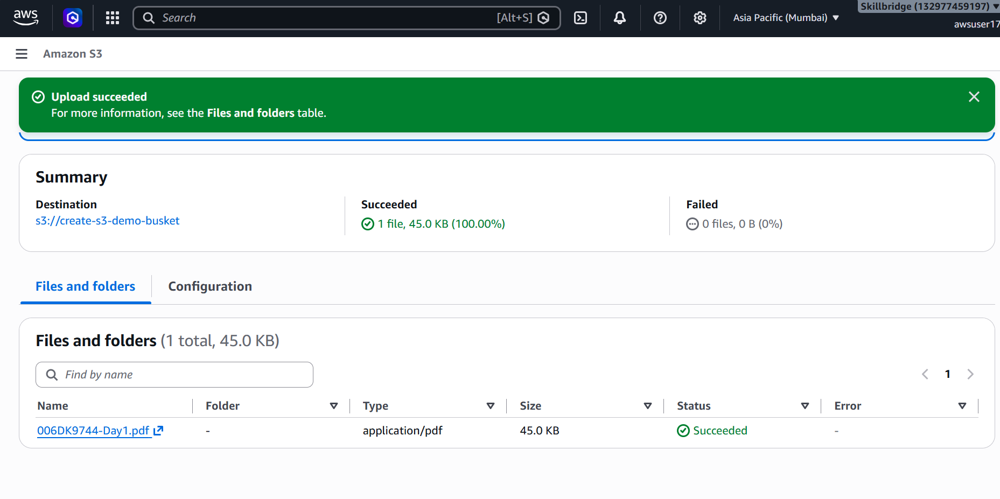 aws
Search
[Alt+S]
Asia Pacific (Mumbai)
Skillbridge (132977459197)
awsuser17
Amazon S3
Upload succeeded
For more information, see the Files and folders table.
Summary
Destination
s3://create-s3-demo-busket
Succeeded
1 file, 45.0 KB (100.00%)
Failed
0 files, 0 B (0%)
Files and folders
Configuration
Files and folders (1 total, 45.0 KB)
Find by name
1
Name Folder Type Size Status Error
006DK9744-Day1.pdf - application/pdf 45.0 KB Succeeded -